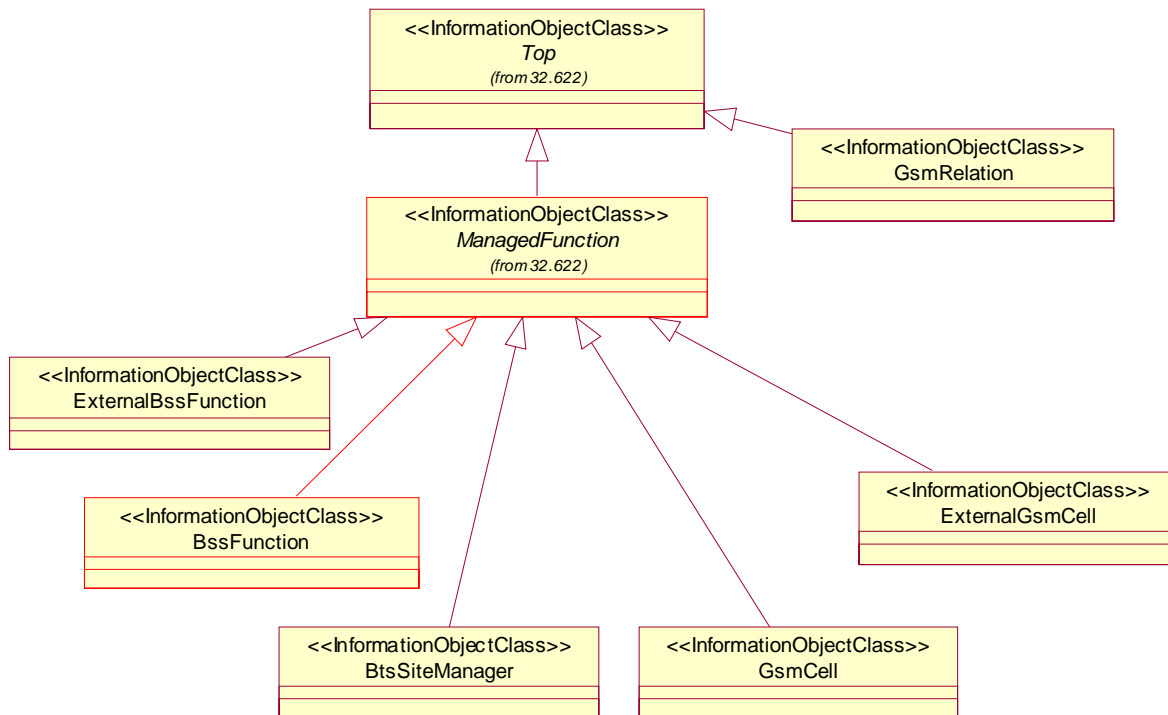 <<InformationObjectClass>>
Top
(from 32.622)
<<InformationObjectClass>>
GsmRelation
<<InformationObjectClass>>
ManagedFunction
(from 32.622)
<<InformationObjectClass>>
ExternalBssFunction
<<InformationObjectClass>>
ExternalGsmCell
<<InformationObjectClass>>
BssFunction
<<InformationObjectClass>>
BtsSiteManager
<<InformationObjectClass>>
GsmCell